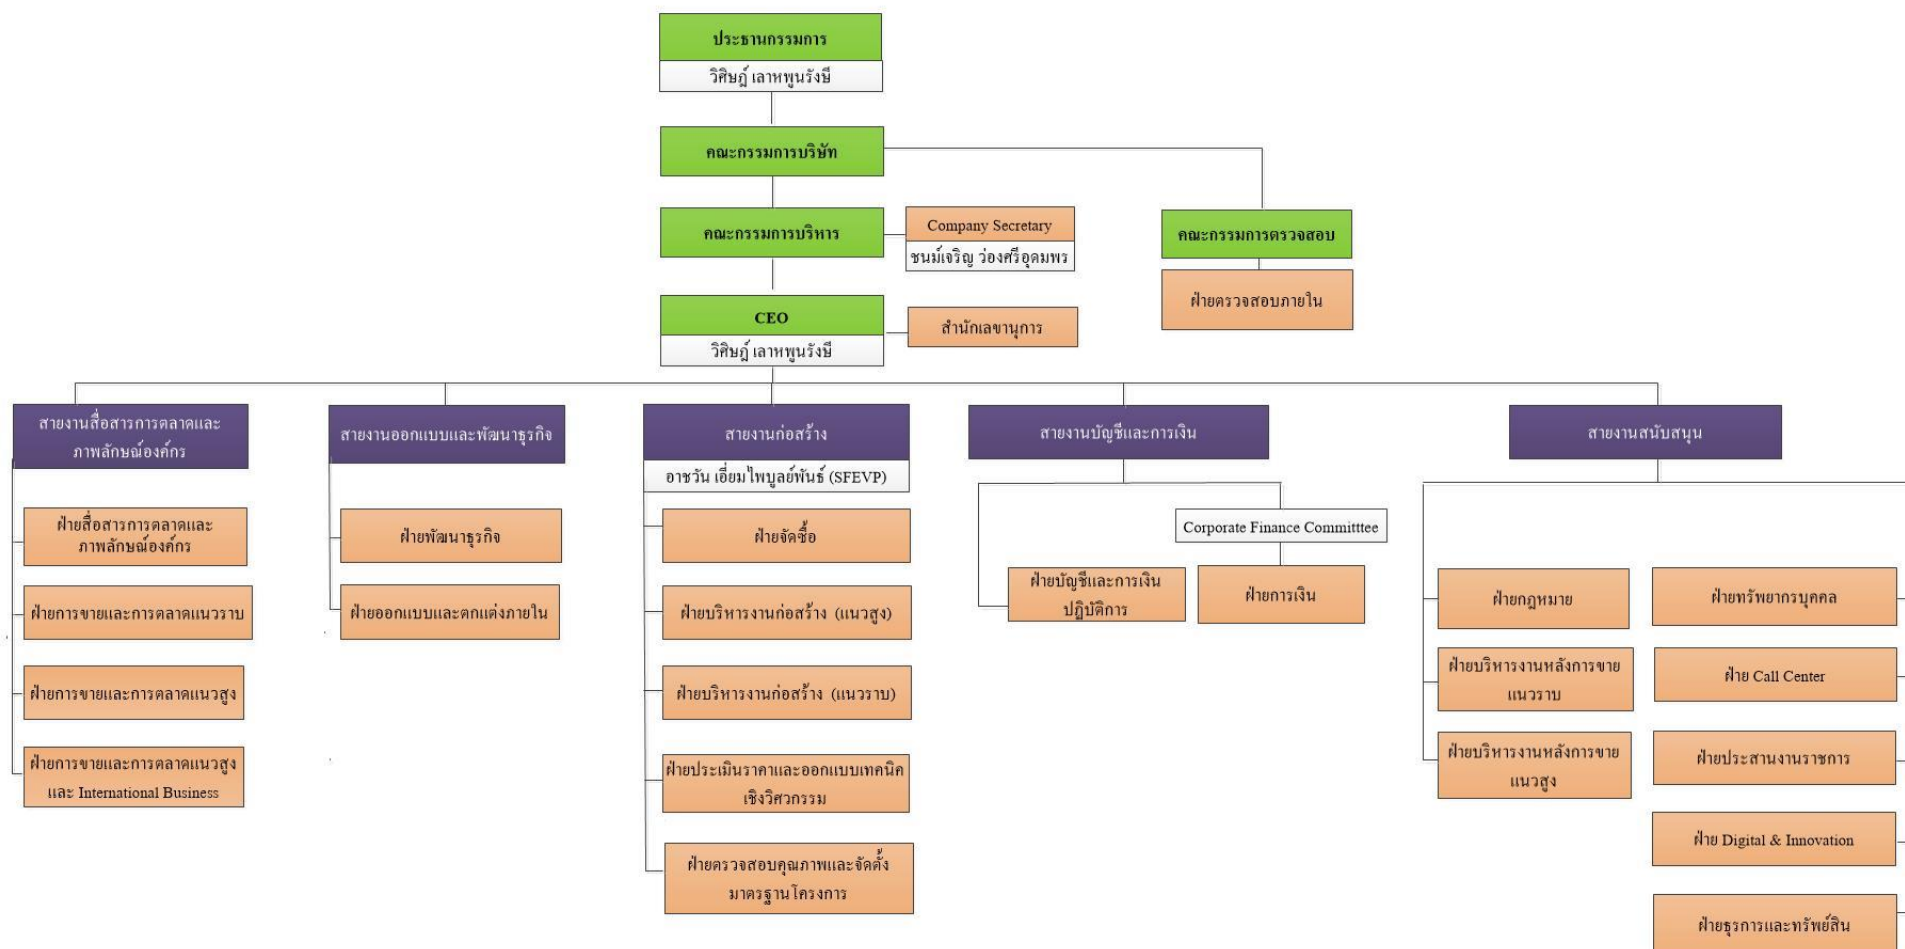 ประธานกรรมการ
วิศิษฎ์ เลาหพูนรังษี
คณะกรรมการบริษัท
คณะกรรมการบริหาร
Company Secretary
ชนม์เจริญ ว่องศรีอุดมพร
คณะกรรมการตรวจสอบ
ฝ่ายตรวจสอบภายใน
CEO
วิศิษฎ์ เลาหพูนรังษี
สำนักเลขานุการ
สายงานสื่อสารการตลาดและ
ภาพลักษณ์องค์กร
ฝ่ายสื่อสารการตลาดและ
ภาพลักษณ์องค์กร
ฝ่ายการขายและการตลาดแนวราบ
ฝ่ายการขายและการตลาดแนวสูง
ฝ่ายการขายและการตลาดแนวสูง
และ International Business
สายงานออกแบบและพัฒนาธุรกิจ
ฝ่ายพัฒนาธุรกิจ
ฝ่ายออกแบบและตกแต่งภายใน
สายงานก่อสร้าง
อาชวัน เอี่ยมไพบูลย์พันธ์ (SFEVP)
ฝ่ายจัดซื้อ
ฝ่ายบริหารงานก่อสร้าง (แนวสูง)
ฝ่ายบริหารงานก่อสร้าง (แนวราบ)
ฝ่ายประเมินราคาและออกแบบเทคนิค
เชิงวิศวกรรม
ฝ่ายตรวจสอบคุณภาพและจัดตั้ง
มาตรฐานโครงการ
สายงานบัญชีและการเงิน
Corporate Finance Committtee
ฝ่ายบัญชีและการเงิน
ปฏิบัติการ
ฝ่ายการเงิน
สายงานสนับสนุน
ฝ่ายกฎหมาย
ฝ่ายบริหารงานหลังการขาย
แนวราบ
ฝ่ายบริหารงานหลังการขาย
แนวสูง
ฝ่ายทรัพยากรบุคคล
ฝ่าย Call Center
ฝ่ายประสานงานราชการ
ฝ่าย Digital & Innovation
ฝ่ายธุรการและทรัพย์สิน